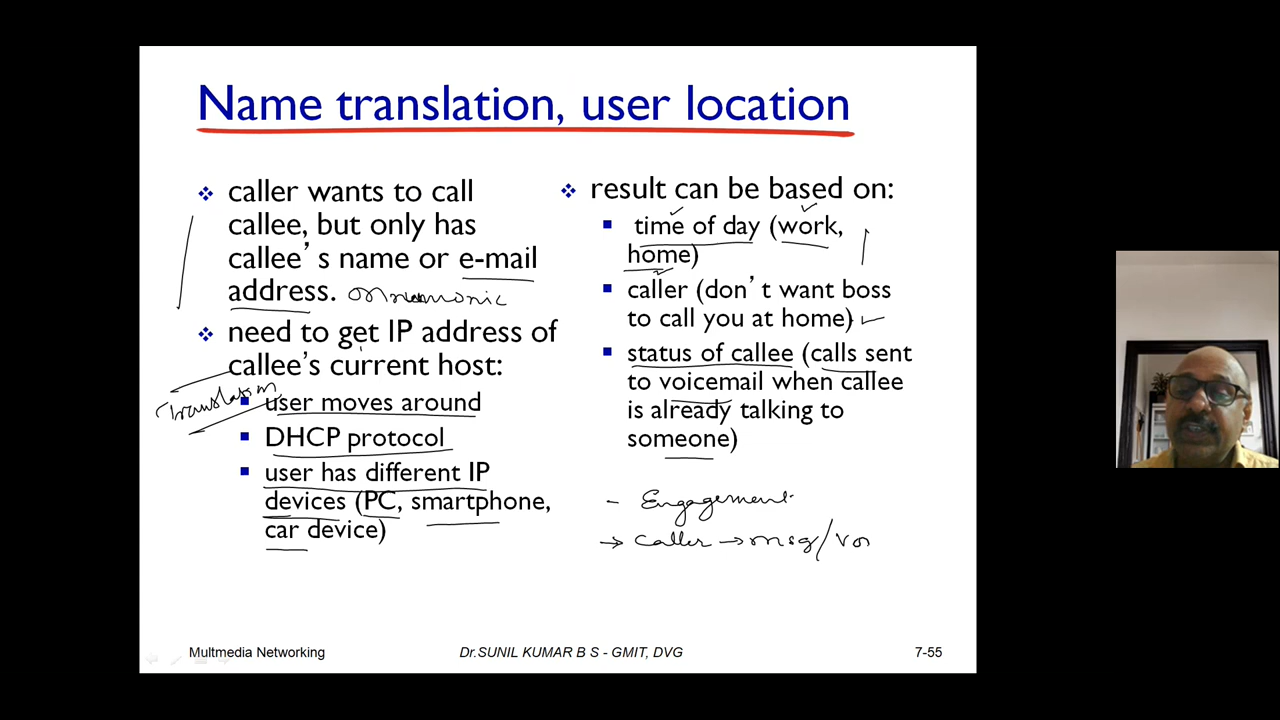 Name translation, user location
❖ caller wants to call
callee, but only has
callee's name or e-mail
address. mnemonic
❖ need to get IP address of
callee's current host:
Translation
▪ user moves around
▪ DHCP protocol
▪ user has different IP
devices (PC, smartphone,
car device)
❖ result can be based on:
▪ time of day (work,
home)
▪ caller (don't want boss
to call you at home)
▪ status of callee (calls sent
to voicemail when callee
is already talking to
someone)
- Engagement
→ caller → msg/Vo
Multmedia Networking
Dr.SUNIL KUMAR B S - GMIT, DVG
7-55